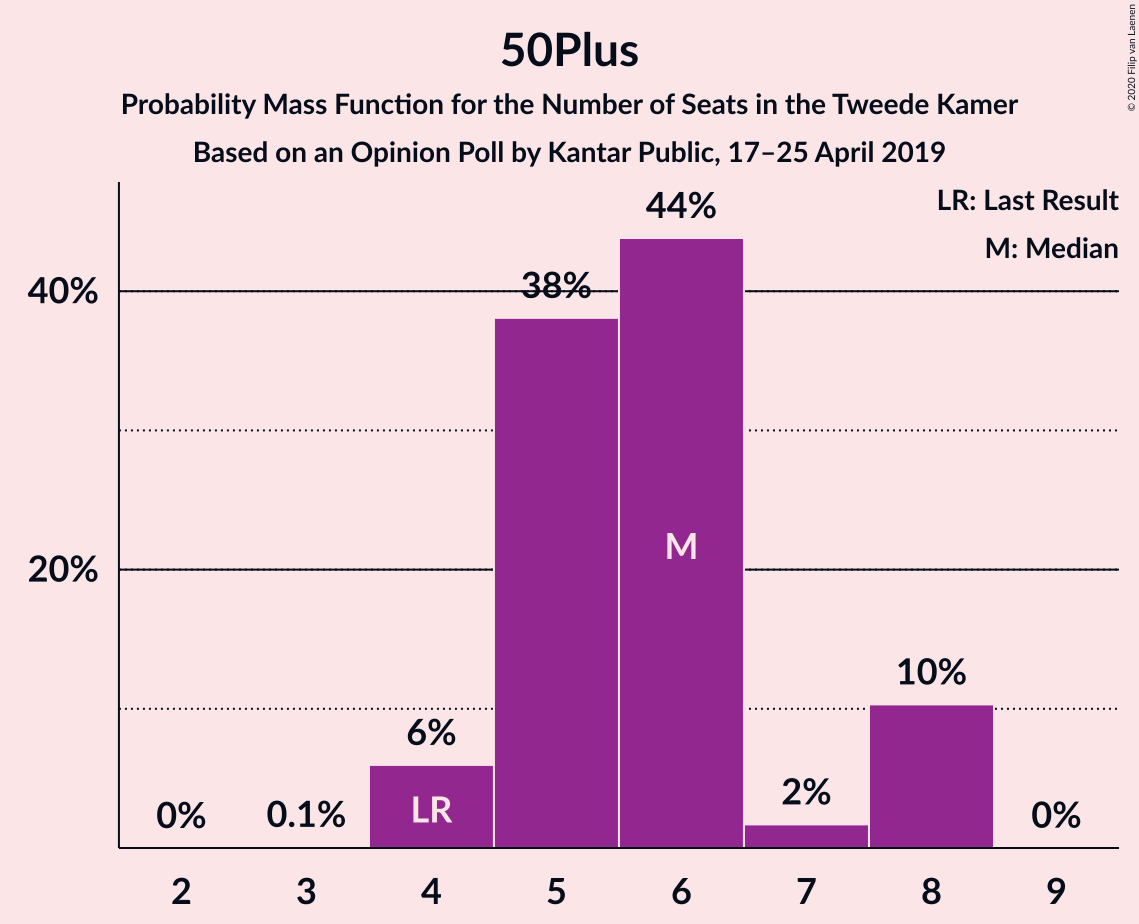 50Plus
Probability Mass Function for the Number of Seats in the Tweede Kamer
Based on an Opinion Poll by Kantar Public, 17–25 April 2019
© 2020 Filip van Laenen
LR: Last Result
M: Median
44%
38%
40%
M
20%
10%
6%
2%
LR
0%
0.1%
0%
2 3 4 5 6 7 8 9